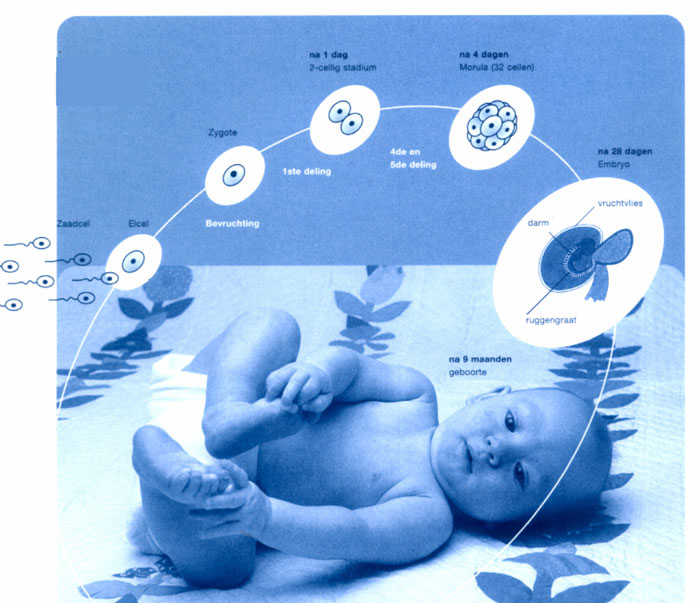 na 1 dag
2-cellig stadium
na 4 dagen
Morula (32 cellen)
Zygote
1ste deling
4de en
5de deling
na 28 dagen
Embryo
vruchtvlies
darm
ruggengraat
Zaadcel
Eicel
Bevruchting
na 9 maanden
geboorte